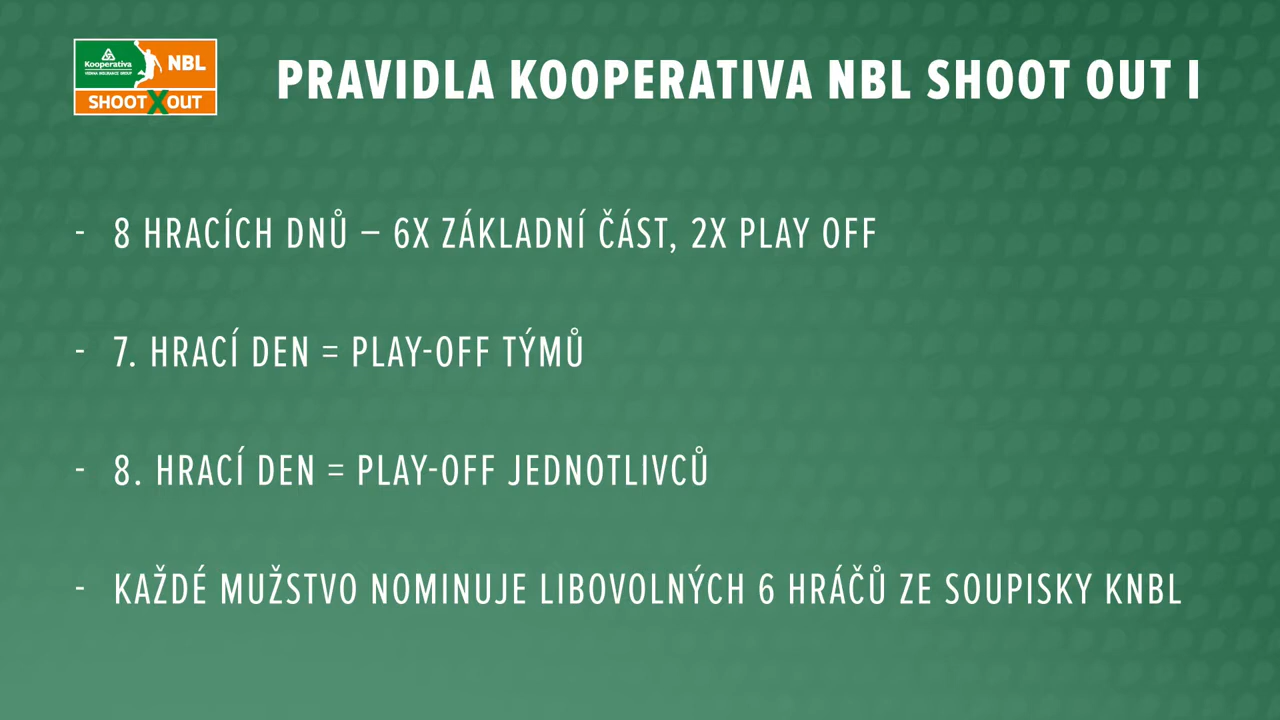 Kooperativa
VIENNA INSURANCE GROUP
NBL
SHOOTXOUT
PRAVIDLA KOOPERATIVA NBL SHOOT OUT I
- 8 HRACÍCH DNŮ – 6X ZÁKLADNÍ ČÁST, 2X PLAY OFF
- 7. HRACÍ DEN = PLAY-OFF TÝMŮ
- 8. HRACÍ DEN = PLAY-OFF JEDNOTLIVCŮ
- KAŽDÉ MUŽSTVO NOMINUJE LIBOVOLNÝCH 6 HRÁČŮ ZE SOUPISKY KNBL